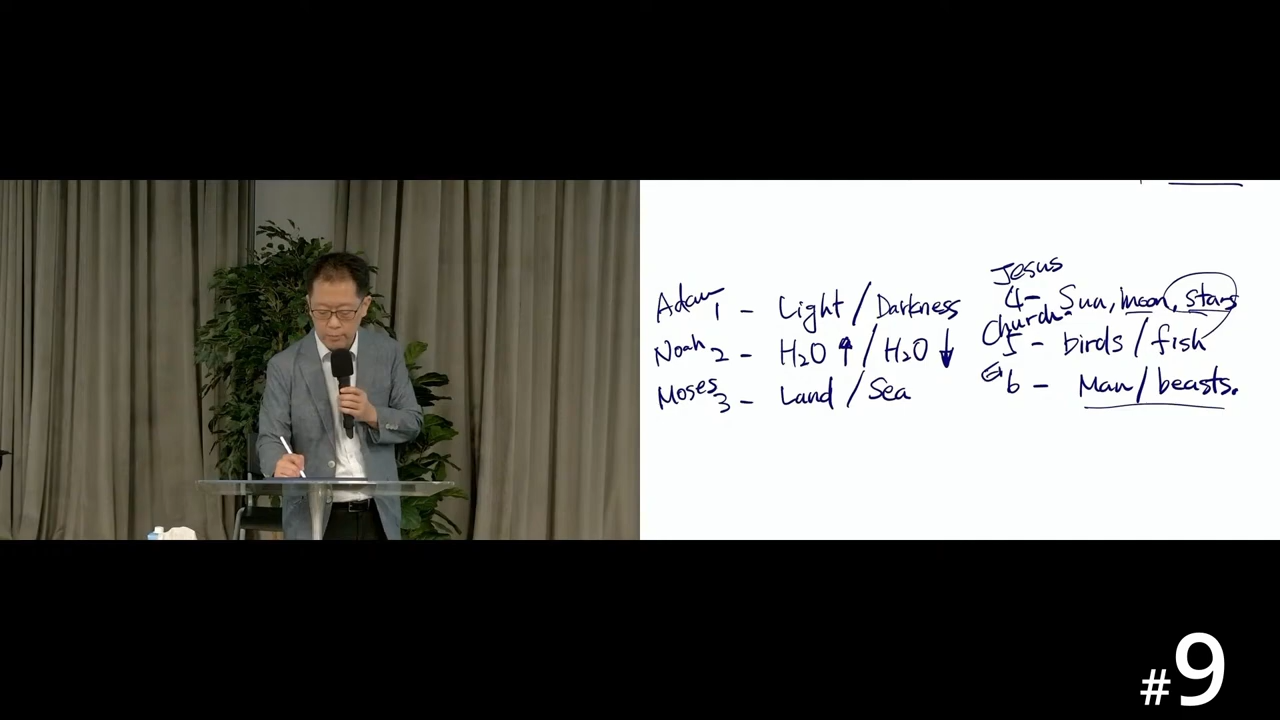 Adam 1 - Light / Darkness
Noah 2 - H₂O ↑ / H₂O ↓
Moses 3 - Land / Sea
Jesus
4 - Sun, moon, stars
Church
5 - birds / fish
6 - Man / beasts.
#9